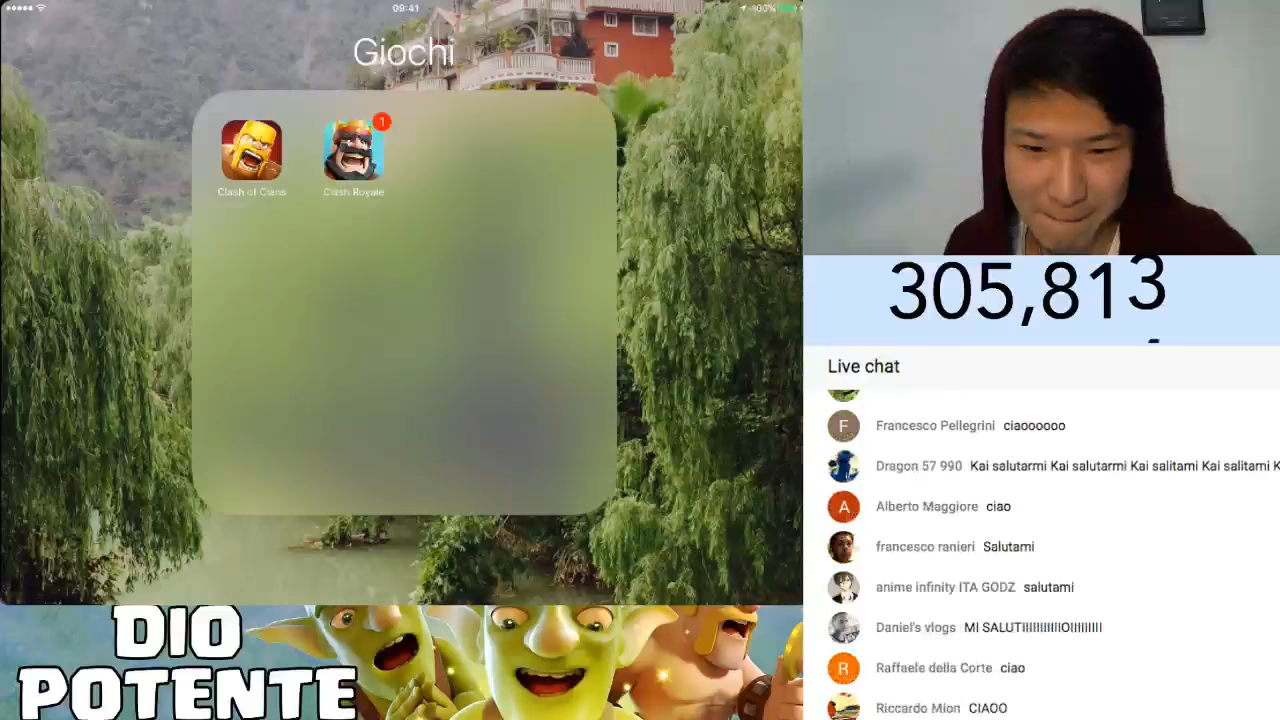 09:41
100%
Giochi
1
Clash of Clans
Clash Royale
305,813
Live chat
F
Francesco Pellegrini ciaoooooo
Dragon 57 990 Kai salutarmi Kai salutarmi Kai salitami Kai salitami K
A
Alberto Maggiore ciao
francesco ranieri Salutami
anime infinity ITA GODZ salutami
Daniel's vlogs
R
Raffaele della Corte ciao
Riccardo Mion CIAOO
DIO
POTENTE